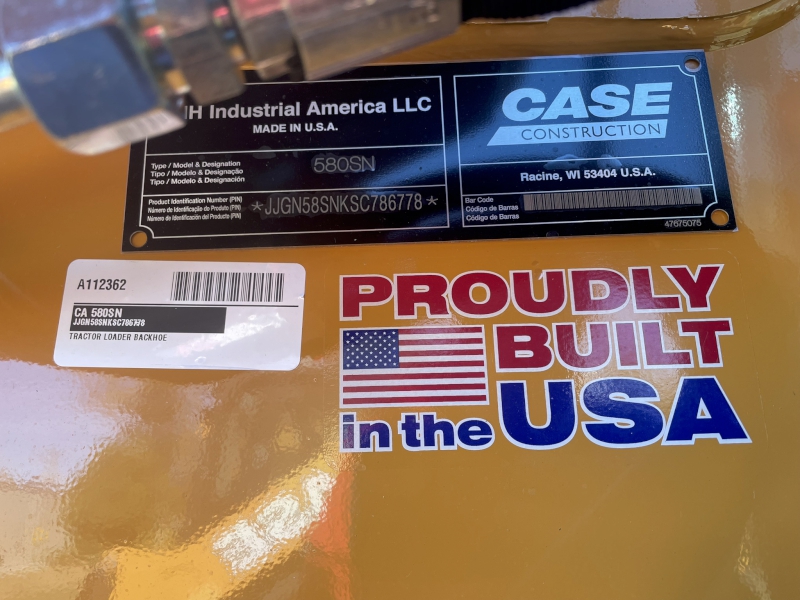 IH Industrial America LLC
MADE IN U.S.A.
Type / Model & Designation
Tipo / Modelo & Designação
Tipo / Modelo & Designación
580SN
Product Identification Number (PIN)
Número de Identificação do Produto (PIN)
Número de Identificación del Producto (PIN)
*JJGN58SNKSC786778*
CASE
CONSTRUCTION
Racine, WI 53404 U.S.A.
Bar Code
Código de Barras
Código de Barras
47575075
A112362
CA 580SN
JJGN58SNKSC786778
TRACTOR LOADER BACKHOE
PROUDLY
BUILT
in the USA